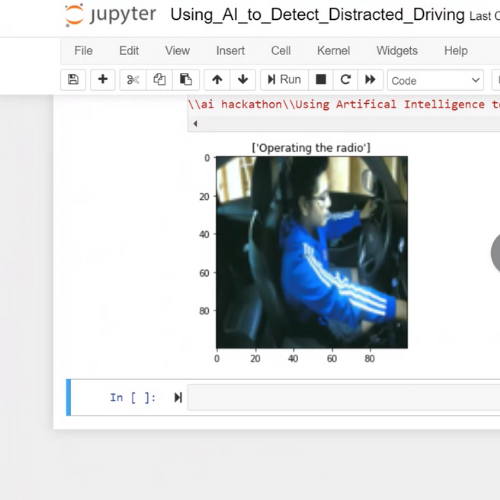 jupyter Using_AI_to_Detect_Distracted_Driving Last C
File Edit View Insert Cell Kernel Widgets Help
Run Code
\\ai hackathon\\Using Artifical Intelligence to
['Operating the radio']
0
20
40
60
80
0 20 40 60 80
In [ ]: